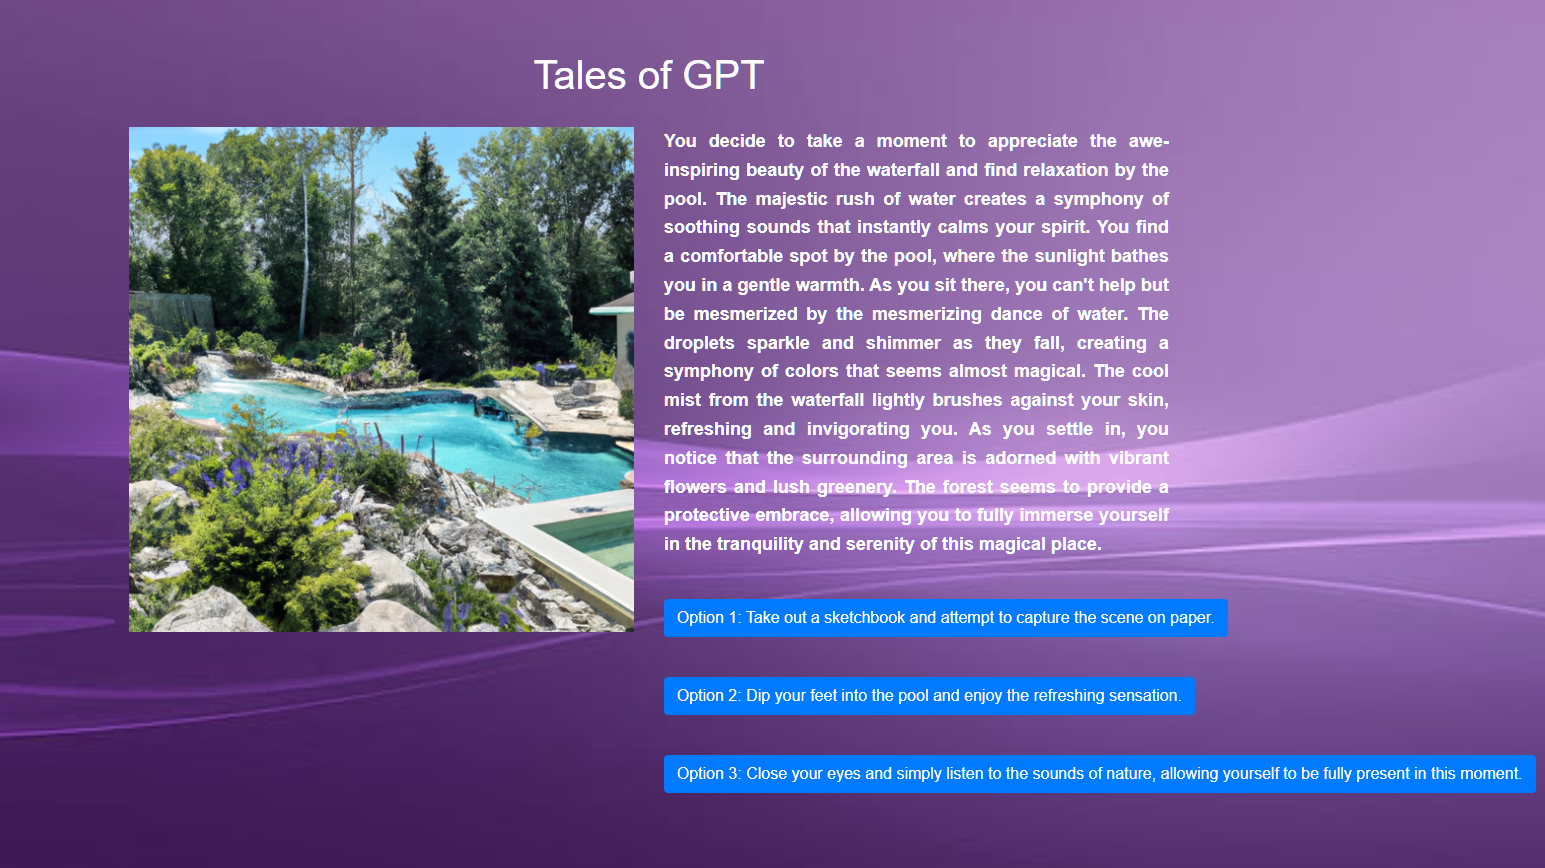 Tales of GPT
You decide to take a moment to appreciate the awe-
inspiring beauty of the waterfall and find relaxation by the
pool. The majestic rush of water creates a symphony of
soothing sounds that instantly calms your spirit. You find
a comfortable spot by the pool, where the sunlight bathes
you in a gentle warmth. As you sit there, you can't help but
be mesmerized by the mesmerizing dance of water. The
droplets sparkle and shimmer as they fall, creating a
symphony of colors that seems almost magical. The cool
mist from the waterfall lightly brushes against your skin,
refreshing and invigorating you. As you settle in, you
notice that the surrounding area is adorned with vibrant
flowers and lush greenery. The forest seems to provide a
protective embrace, allowing you to fully immerse yourself
in the tranquility and serenity of this magical place.
Option 1: Take out a sketchbook and attempt to capture the scene on paper.
Option 2: Dip your feet into the pool and enjoy the refreshing sensation.
Option 3: Close your eyes and simply listen to the sounds of nature, allowing yourself to be fully present in this moment.